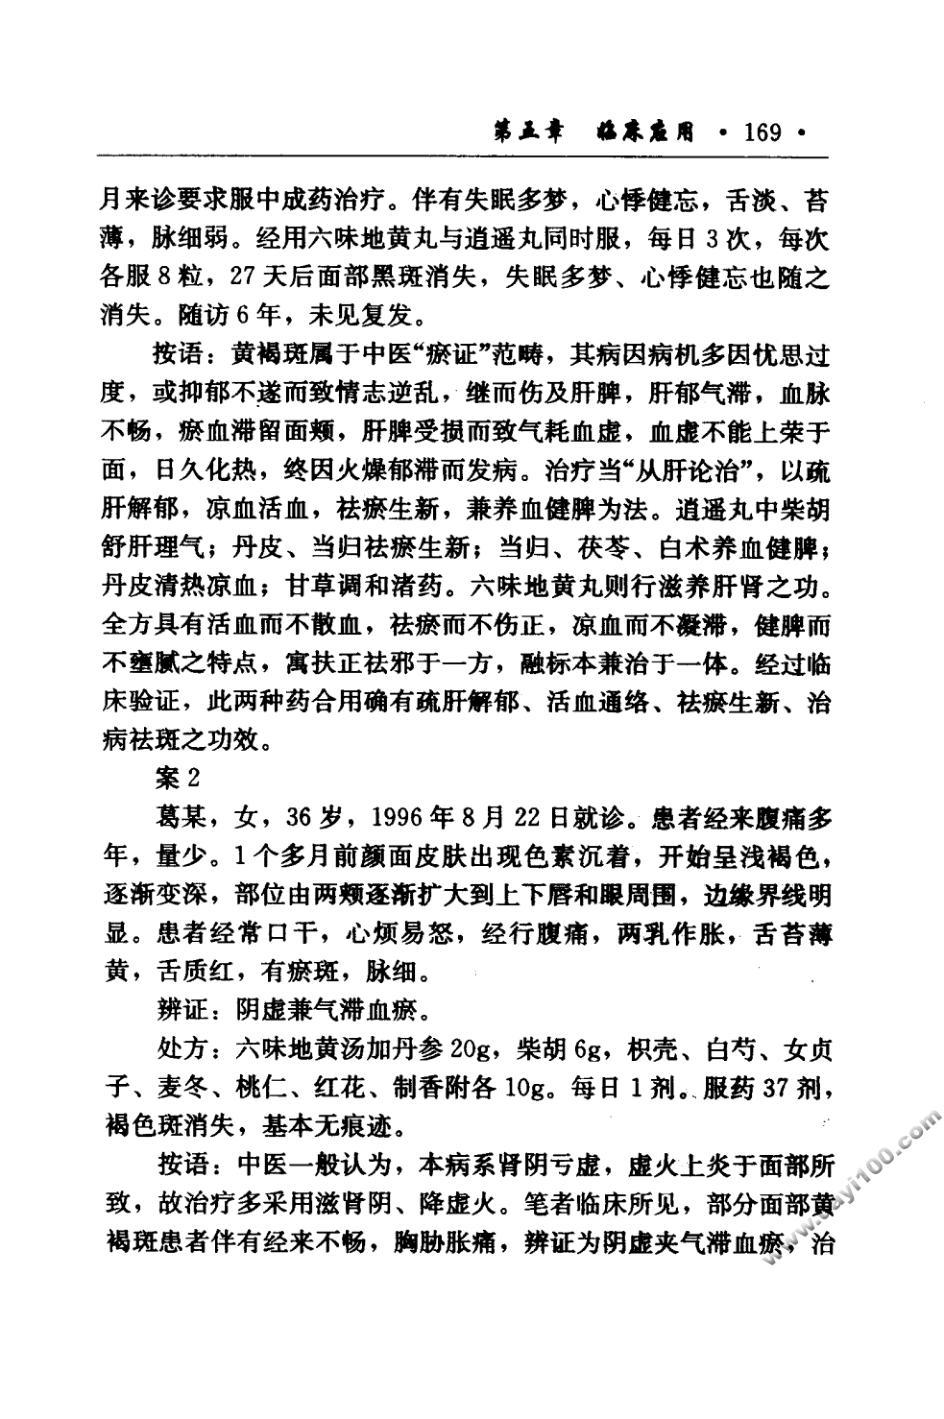 第五章 临床应用 · 169 ·
月来诊要求服中成药治疗。伴有失眠多梦，心悸健忘，舌淡、苔
薄，脉细弱。经用六味地黄丸与逍遥丸同时服，每日3次，每次
各服8粒，27天后面部黑斑消失，失眠多梦、心悸健忘也随之
消失。随访6年，未见复发。
按语：黄褐斑属于中医“瘀证”范畴，其病因病机多因忧思过
度，或抑郁不遂而致情志逆乱，继而伤及肝脾，肝郁气滞，血脉
不畅，瘀血滞留面颊，肝脾受损而致气耗血虚，血虚不能上荣于
面，日久化热，终因火燥郁滞而发病。治疗当“从肝论治”，以疏
肝解郁，凉血活血，祛瘀生新，兼养血健脾为法。逍遥丸中柴胡
舒肝理气；丹皮、当归祛瘀生新；当归、茯苓、白术养血健脾；
丹皮清热凉血；甘草调和渚药。六味地黄丸则行滋养肝肾之功。
全方具有活血而不散血，祛瘀而不伤正，凉血而不凝滞，健脾而
不壅腻之特点，寓扶正祛邪于一方，融标本兼治于一体。经过临
床验证，此两种药合用确有疏肝解郁、活血通络、祛瘀生新、治
病祛斑之功效。
案2
葛某，女，36岁，1996年8月22日就诊。患者经来腹痛多
年，量少。1个多月前颜面皮肤出现色素沉着，开始呈浅褐色，
逐渐变深，部位由两颊逐渐扩大到上下唇和眼周围，边缘界线明
显。患者经常口干，心烦易怒，经行腹痛，两乳作胀，舌苔薄
黄，舌质红，有瘀斑，脉细。
辨证：阴虚兼气滞血瘀。
处方：六味地黄汤加丹参20g，柴胡6g，枳壳、白芍、女贞
子、麦冬、桃仁、红花、制香附各10g。每日1剂。服药37剂，
褐色斑消失，基本无痕迹。
按语：中医一般认为，本病系肾阴亏虚，虚火上炎于面部所
致，故治疗多采用滋肾阴、降虚火。笔者临床所见，部分面部黄
褐斑患者伴有经来不畅，胸胁胀痛，辨证为阴虚夹气滞血瘀，治
www.dayi100.com